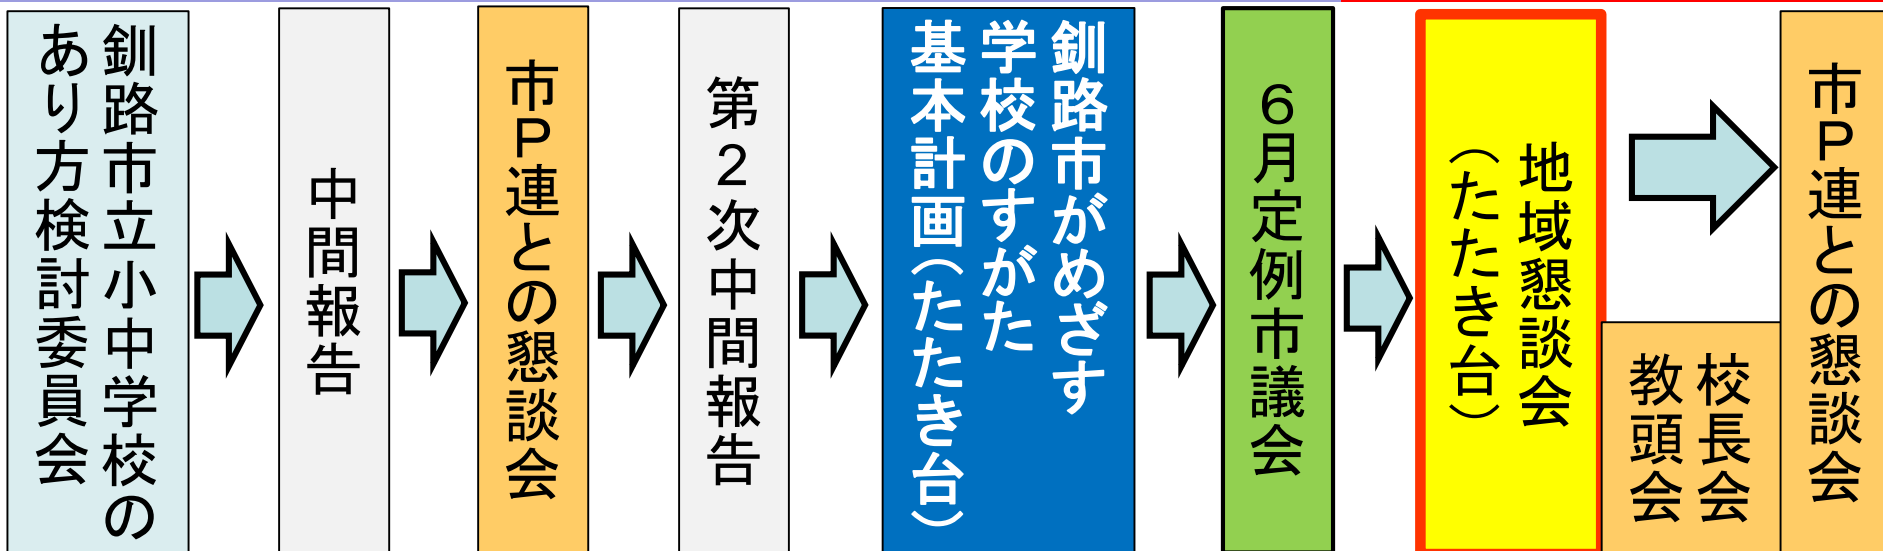 釧路市立小中学校の
あり方検討委員会
中間報告
市Ｐ連との懇談会
第２次中間報告
釧路市がめざす
学校のすがた
基本計画（たたき台）
６月定例市議会
地域懇談会
（たたき台）
校長会
教頭会
市Ｐ連との懇談会